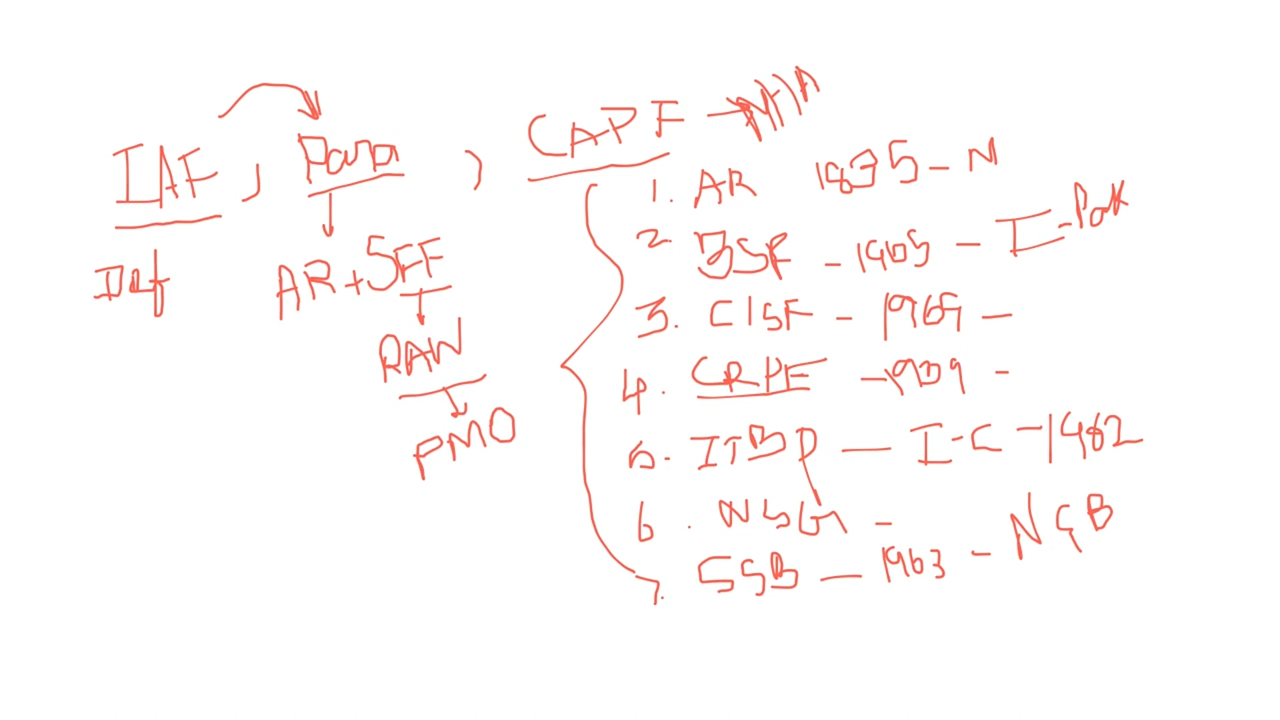 IAF, Para, CAPF → MHA
Def
AR + SFF
RAW
PMO
1. AR 1835 - N
2. BSF - 1965 - I - Pak
3. CISF - 1969 -
4. CRPF - 1939 -
5. ITBP — I-C - 1962
6. NSG -
7. SSB — 1963 - N & B